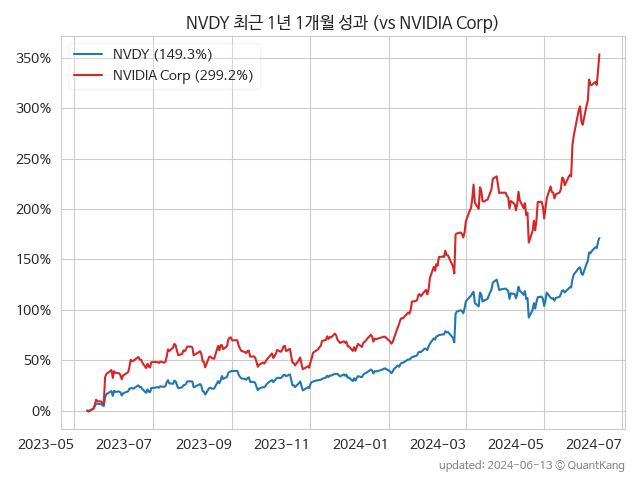 NVDY 최근 1년 1개월 성과 (vs NVIDIA Corp)
NVDY (149.3%)
NVIDIA Corp (299.2%)
350%
300%
250%
200%
150%
100%
50%
0%
2023-05 2023-07 2023-09 2023-11 2024-01 2024-03 2024-05 2024-07
updated: 2024-06-13 © QuantKang